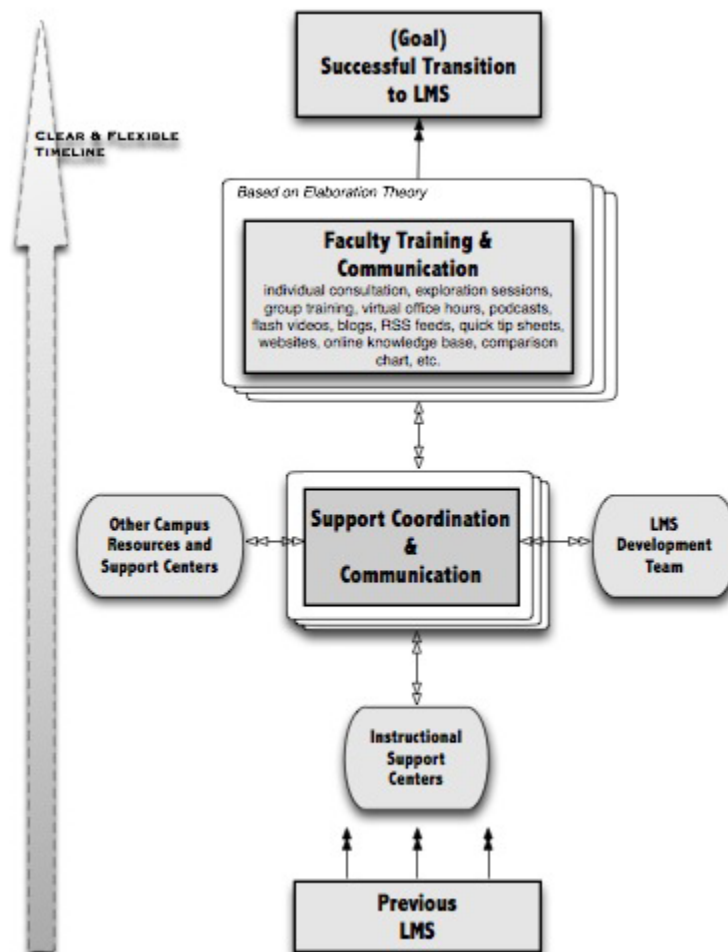 (Goal)
Successful Transition
to LMS
CLEAR & FLEXIBLE
TIMELINE
Based on Elaboration Theory
Faculty Training &
Communication
individual consultation, exploration sessions,
group training, virtual office hours, podcasts,
flash videos, blogs, RSS feeds, quick tip sheets,
websites, online knowledge base, comparison
chart, etc.
Other Campus
Resources and
Support Centers
Support Coordination
&
Communication
LMS
Development
Team
Instructional
Support
Centers
Previous
LMS